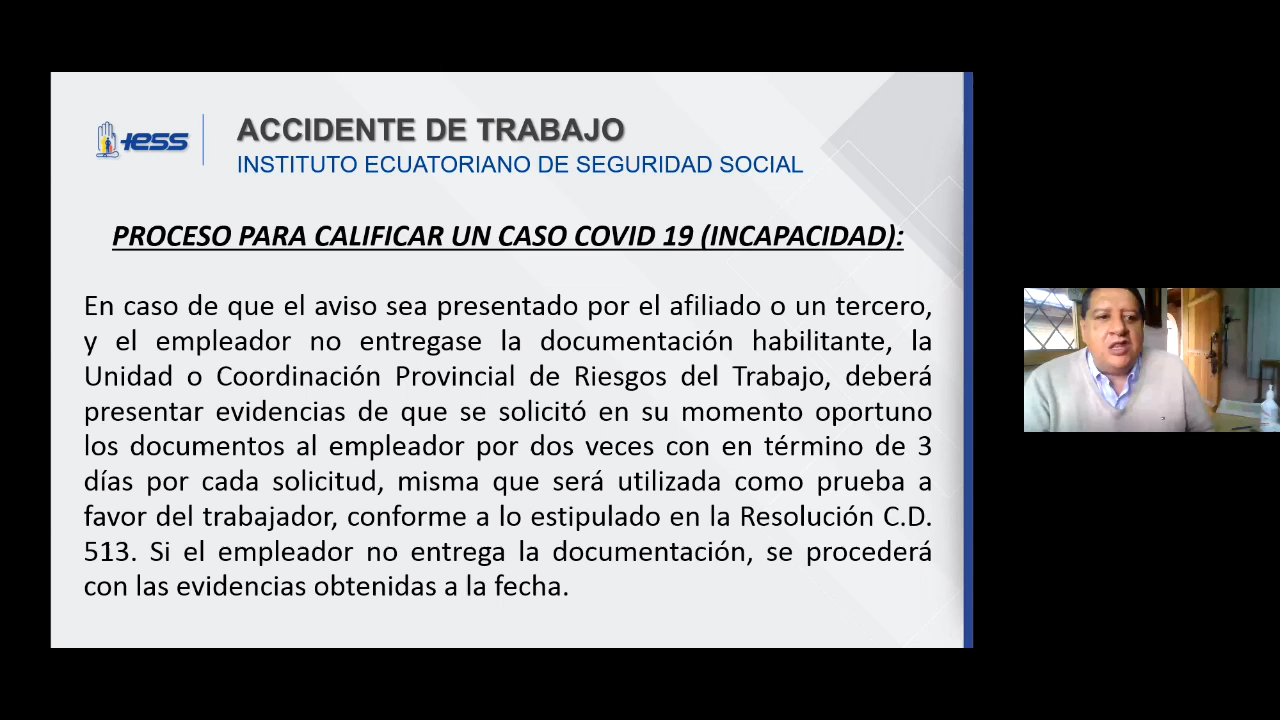 IESS
ACCIDENTE DE TRABAJO
INSTITUTO ECUATORIANO DE SEGURIDAD SOCIAL
PROCESO PARA CALIFICAR UN CASO COVID 19 (INCAPACIDAD):
En caso de que el aviso sea presentado por el afiliado o un tercero,
y el empleador no entregase la documentación habilitante, la
Unidad o Coordinación Provincial de Riesgos del Trabajo, deberá
presentar evidencias de que se solicitó en su momento oportuno
los documentos al empleador por dos veces con en término de 3
días por cada solicitud, misma que será utilizada como prueba a
favor del trabajador, conforme a lo estipulado en la Resolución C.D.
513. Si el empleador no entrega la documentación, se procederá
con las evidencias obtenidas a la fecha.